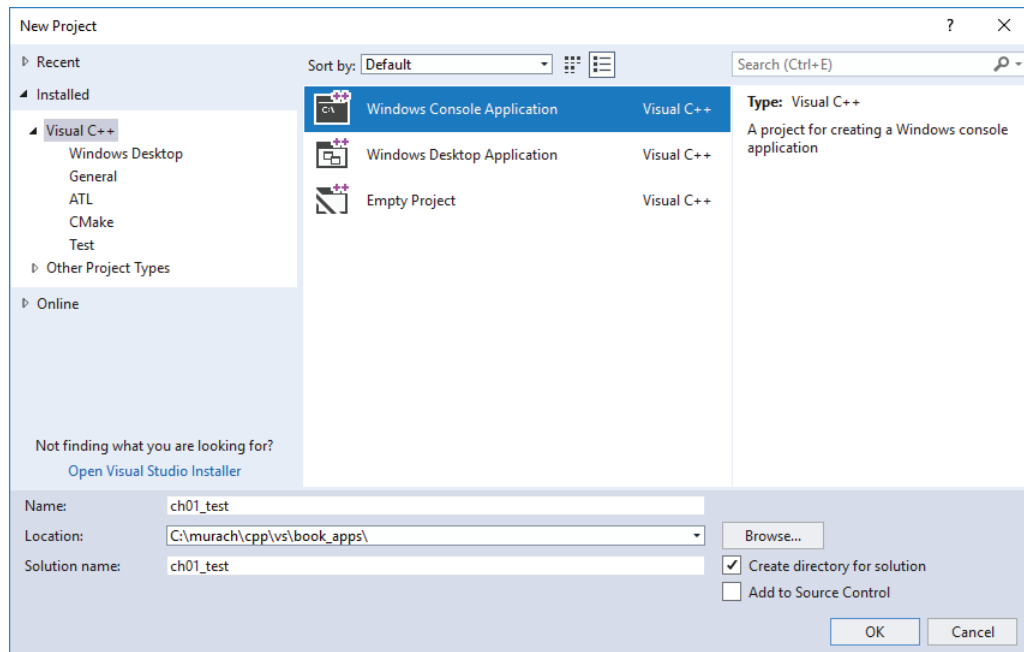 New Project
?
Recent
Installed
Visual C++
Windows Desktop
General
ATL
CMake
Test
Other Project Types
Online
Not finding what you are looking for?
Open Visual Studio Installer
Sort by: Default
Windows Console Application Visual C++
Windows Desktop Application Visual C++
Empty Project Visual C++
Search (Ctrl+E)
Type: Visual C++
A project for creating a Windows console
application
Name: ch01_test
Location: C:\murach\cpp\vs\book_apps\
Browse...
Solution name: ch01_test
Create directory for solution
Add to Source Control
OK Cancel